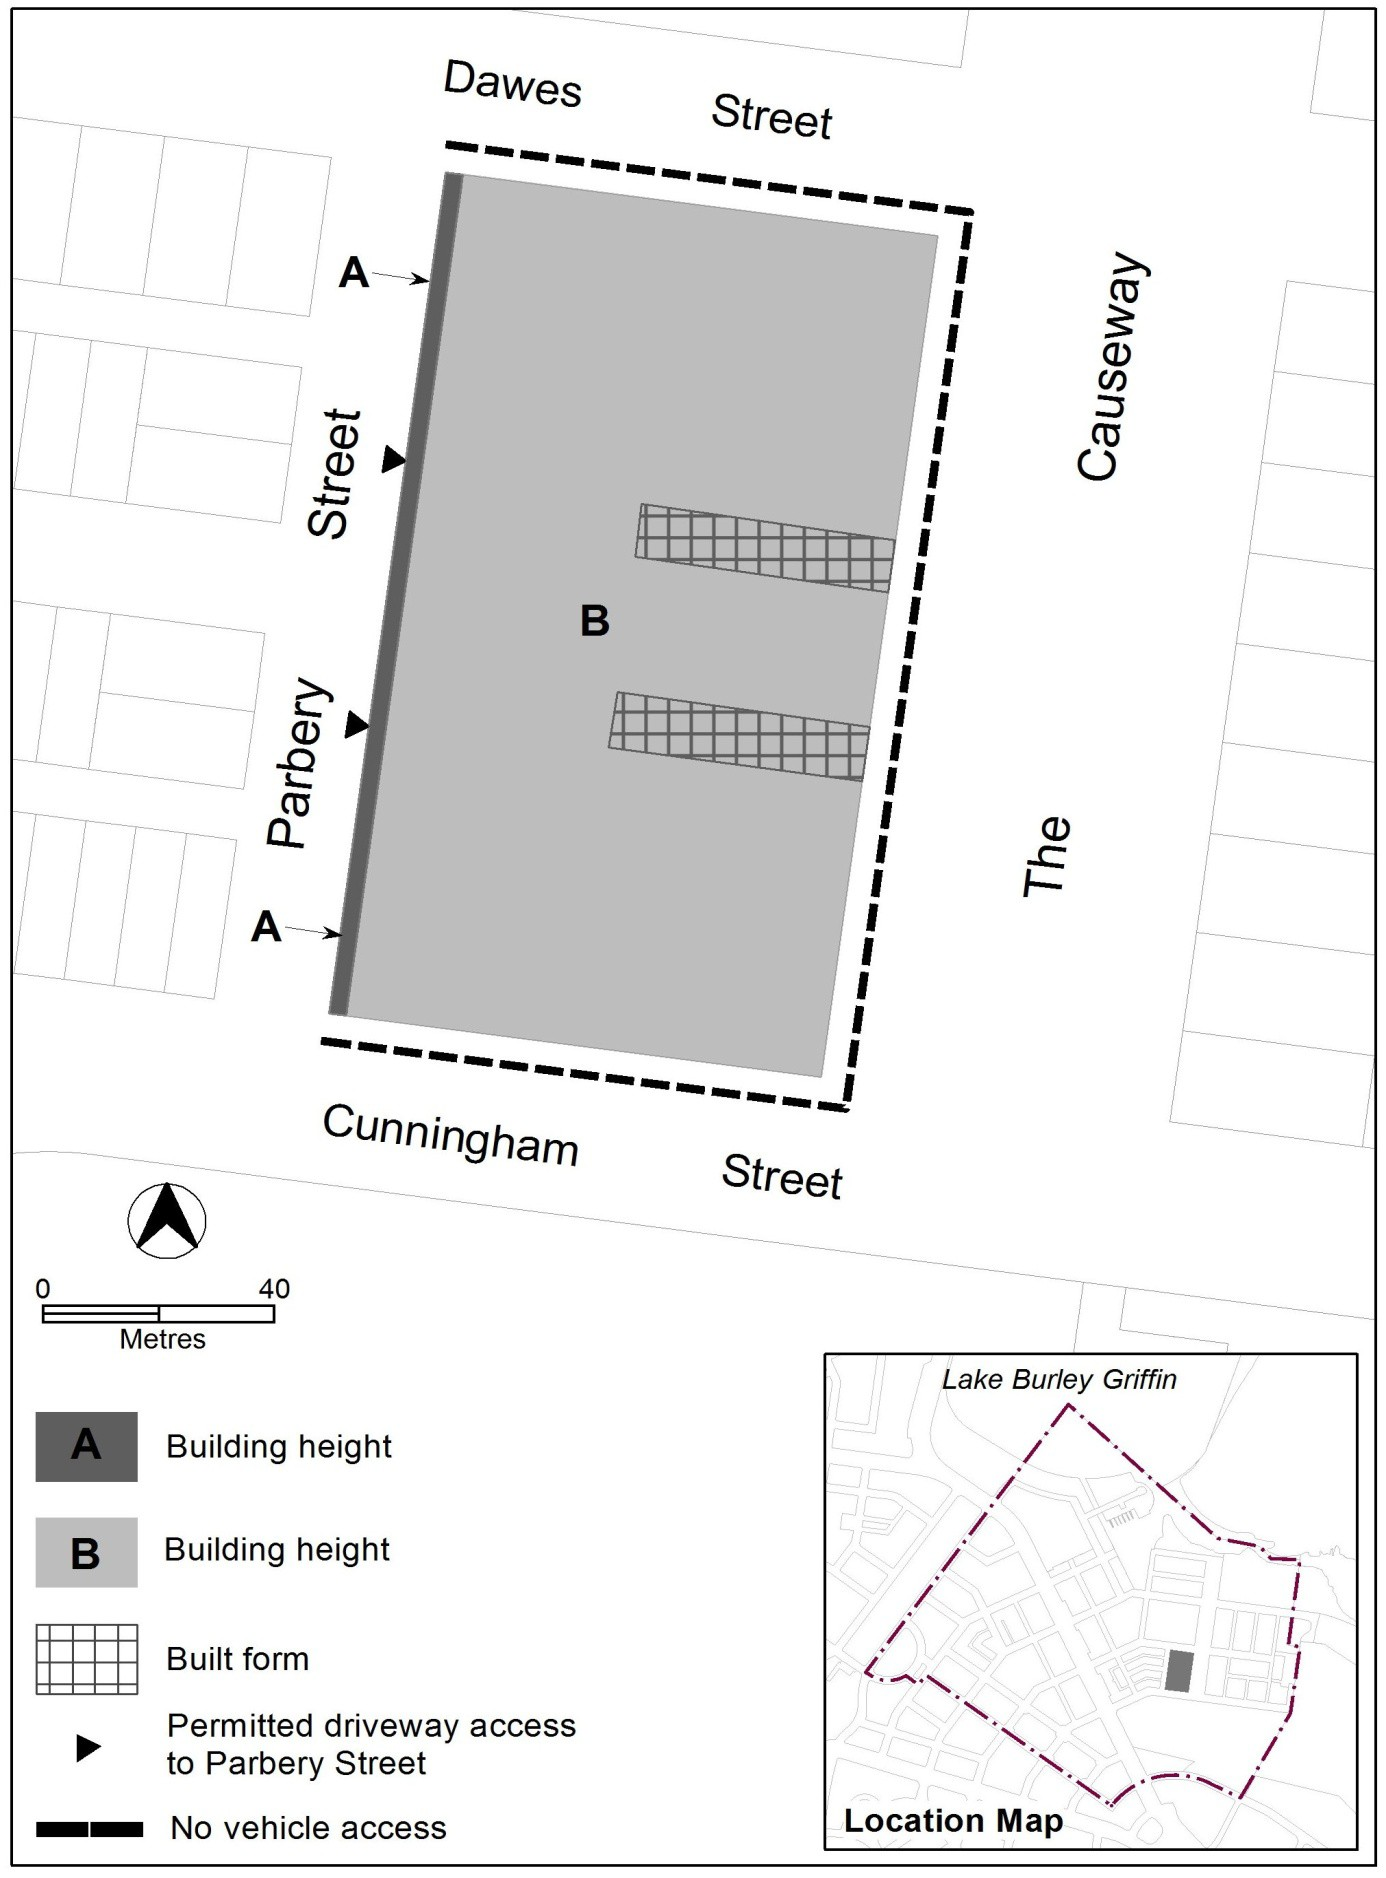 Dawes Street
A
Causeway
Street
B
Parbery
The
A
Cunningham Street
0 40
Metres
Lake Burley Griffin
A Building height
B Building height
Built form
Permitted driveway access
to Parbery Street
No vehicle access
Location Map